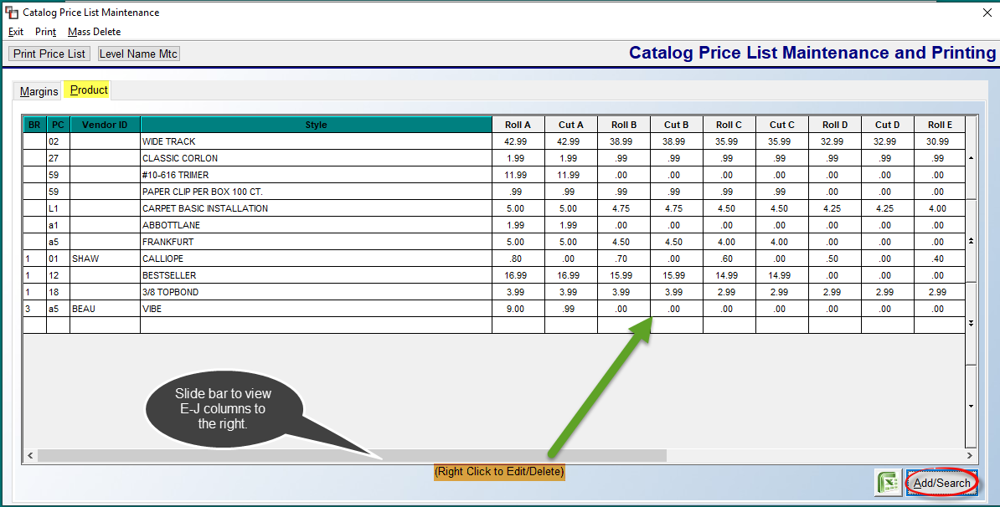 Catalog Price List Maintenance
Exit Print Mass Delete
Print Price List Level Name Mtc Catalog Price List Maintenance and Printing
Margins Product
BR PC Vendor ID Style Roll A Cut A Roll B Cut B Roll C Cut C Roll D Cut D Roll E
02 WIDE TRACK 42.99 42.99 38.99 38.99 35.99 35.99 32.99 32.99 30.99
27 CLASSIC CORLON 1.99 1.99 .99 .99 .99 .99 .99 .99 .99
59 #10-616 TRIMER 11.99 11.99 .00 .00 .00 .00 .00 .00 .00
59 PAPER CLIP PER BOX 100 CT. .99 .99 .99 .99 .99 .99 .00 .00 .00
L1 CARPET BASIC INSTALLATION 5.00 5.00 4.75 4.75 4.50 4.50 4.25 4.25 4.00
a1 ABBOTTLANE 1.99 1.99 .00 .00 .00 .00 .00 .00 .00
a5 FRANKFURT 5.00 5.00 4.50 4.50 4.00 4.00 .00 .00 .00
1 01 SHAW CALLIOPE .80 .00 .70 .00 .60 .00 .50 .00 .40
1 12 BESTSELLER 16.99 16.99 15.99 15.99 14.99 14.99 .00 .00 .00
1 18 3/8 TOPBOND 3.99 3.99 3.99 3.99 2.99 2.99 2.99 2.99 2.99
3 a5 BEAU VIBE 9.00 .99 .00 .00 .00 .00 .00 .00 .00
Slide bar to view
E-J columns to
the right.
(Right Click to Edit/Delete)
Add/Search